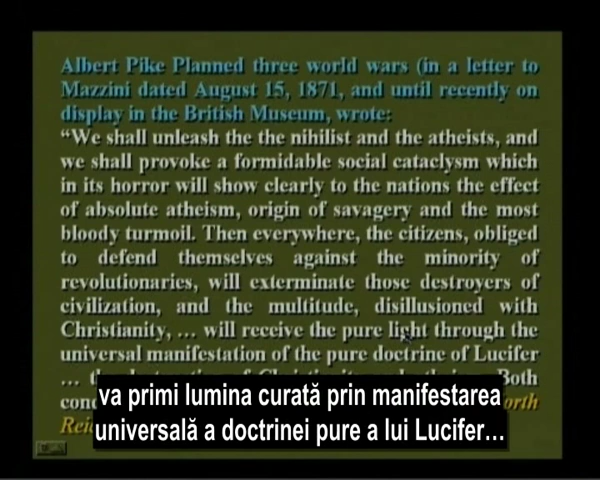 Albert Pike Planned three world wars (in a letter to
Mazzini dated August 15, 1871, and until recently on
display in the British Museum, wrote:
“We shall unleash the the nihilist and the atheists, and
we shall provoke a formidable social cataclysm which
in its horror will show clearly to the nations the effect
of absolute atheism, origin of savagery and the most
bloody turmoil. Then everywhere, the citizens, obliged
to defend themselves against the minority of
revolutionaries, will exterminate those destroyers of
civilization, and the multitude, disillusioned with
Christianity, … will receive the pure light through the
universal manifestation of the pure doctrine of Lucifer
… Both
va primi lumina curată prin manifestarea
universală a doctrinei pure a lui Lucifer…